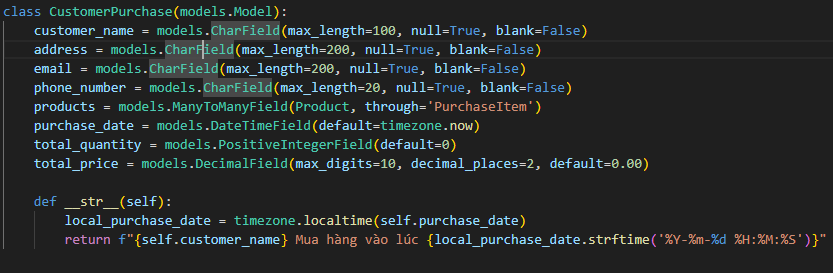 class CustomerPurchase(models.Model):
    customer_name = models.CharField(max_length=100, null=True, blank=False)
    address = models.CharField(max_length=200, null=True, blank=False)
    email = models.CharField(max_length=200, null=True, blank=False)
    phone_number = models.CharField(max_length=20, null=True, blank=False)
    products = models.ManyToManyField(Product, through='PurchaseItem')
    purchase_date = models.DateTimeField(default=timezone.now)
    total_quantity = models.PositiveIntegerField(default=0)
    total_price = models.DecimalField(max_digits=10, decimal_places=2, default=0.00)

    def __str__(self):
        local_purchase_date = timezone.localtime(self.purchase_date)
        return f"{self.customer_name} Mua hàng vào lúc {local_purchase_date.strftime('%Y-%m-%d %H:%M:%S')}"